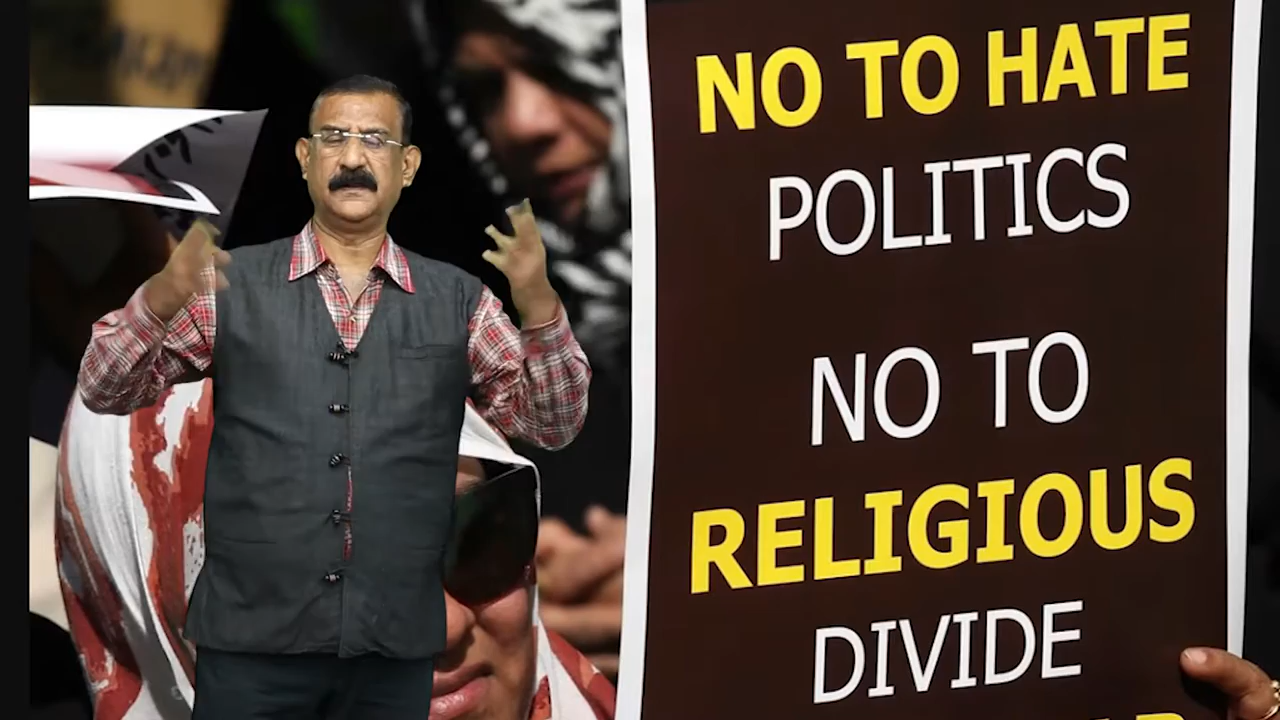 NO TO HATE
POLITICS
NO TO
RELIGIOUS
DIVIDE